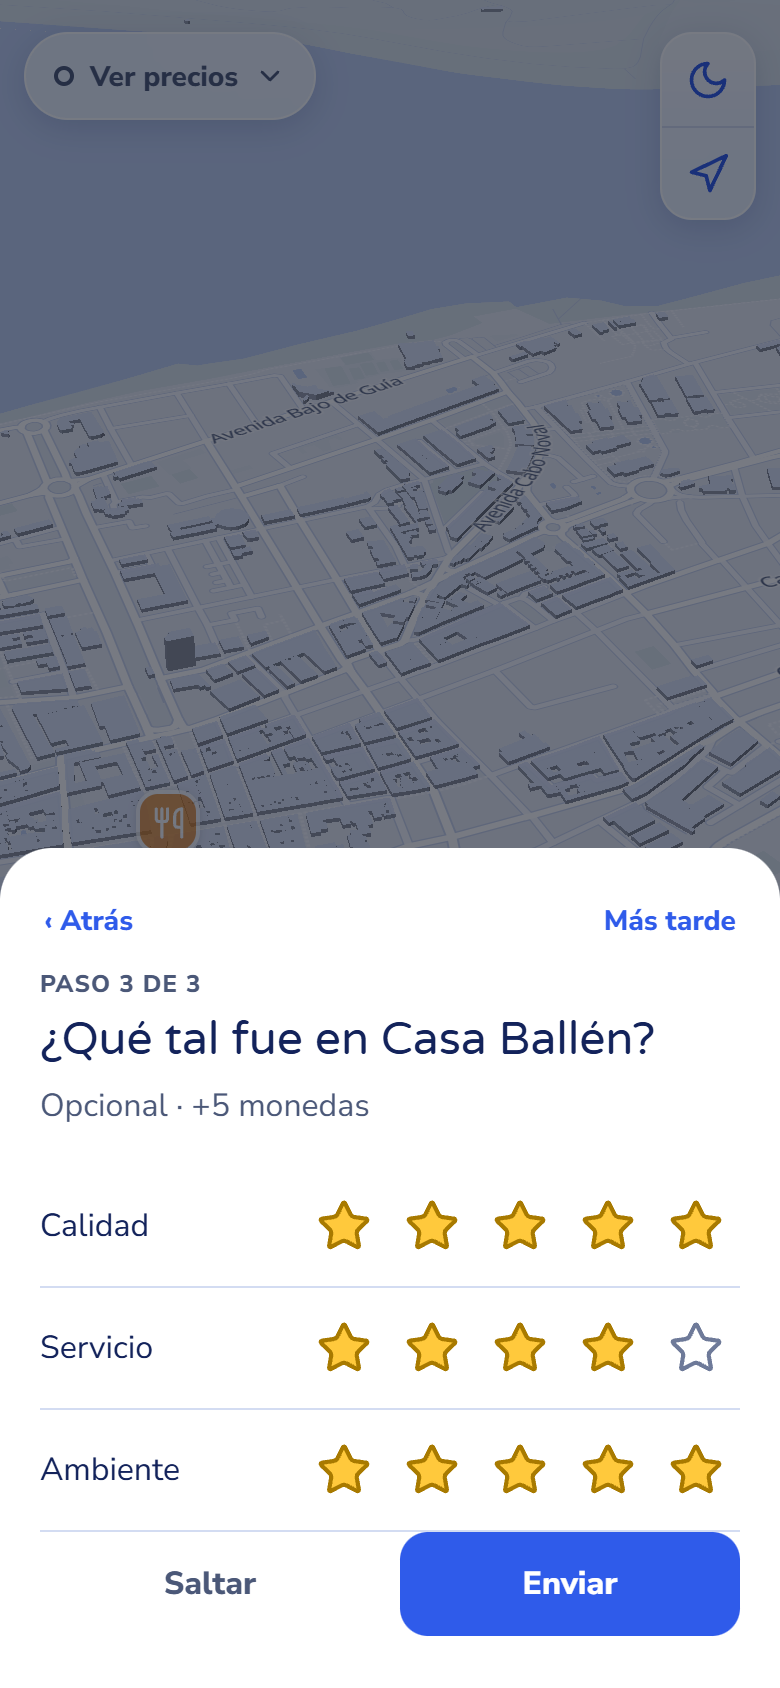 Ver precios
Avenida Bajo de Guía
Avenida Cabo Noval
‹ Atrás
Más tarde
PASO 3 DE 3
¿Qué tal fue en Casa Ballén?
Opcional · +5 monedas
Calidad
Servicio
Ambiente
Saltar
Enviar